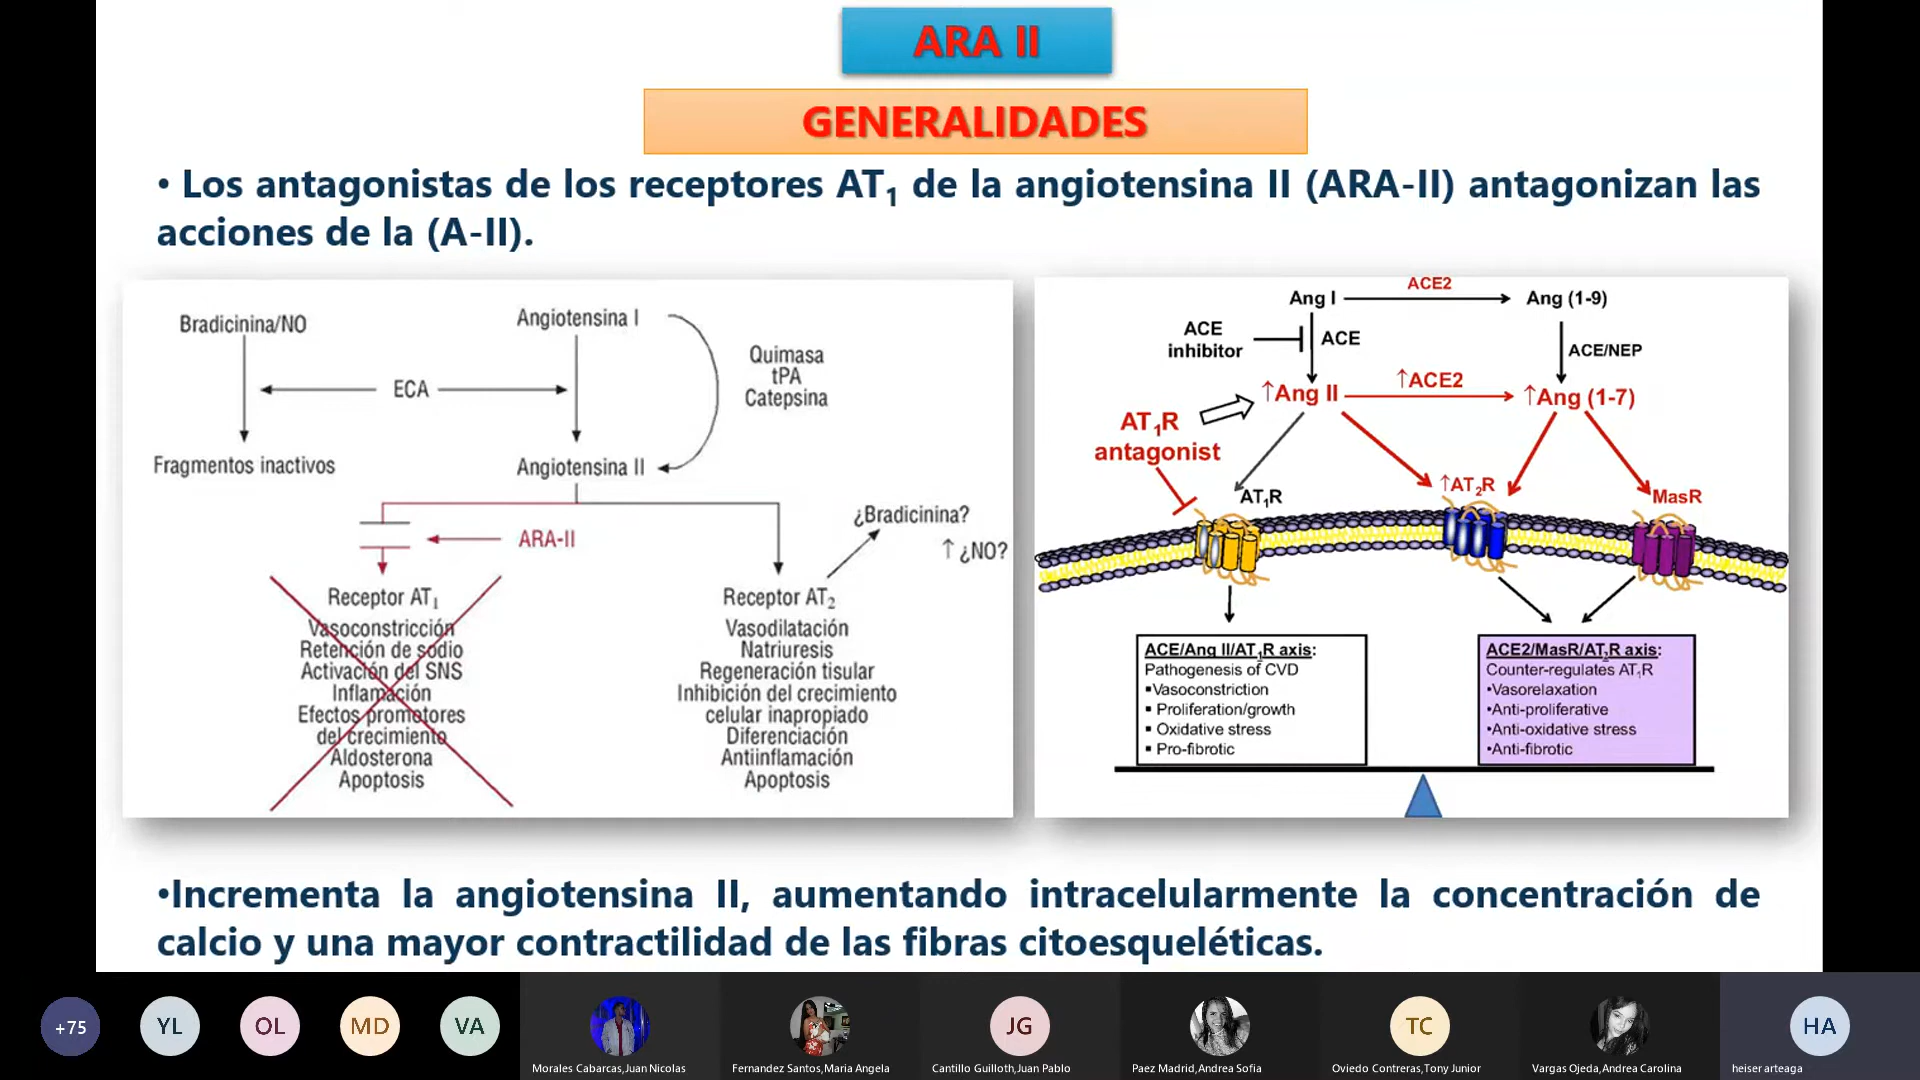 ARA II
GENERALIDADES
• Los antagonistas de los receptores AT1 de la angiotensina II (ARA-II) antagonizan las
acciones de la (A-II).
Bradicinina/NO
Angiotensina I
Quimasa
tPA
Catepsina
ECA
Fragmentos inactivos
Angiotensina II
ARA-II
¿Bradicinina?
↑ ¿NO?
Receptor AT1
Vasoconstricción
Retención de sodio
Activación del SNS
Inflamación
Efectos promotores
del crecimiento
Aldosterona
Apoptosis
Receptor AT2
Vasodilatación
Natriuresis
Regeneración tisular
Inhibición del crecimiento
celular inapropiado
Diferenciación
Antiinflamación
Apoptosis
Ang I
ACE2
Ang (1-9)
ACE
inhibitor
ACE
ACE/NEP
↑Ang II
↑ACE2
↑Ang (1-7)
AT1R
antagonist
AT1R
↑AT2R
MasR
ACE/Ang II/AT1R axis:
Pathogenesis of CVD
▪Vasoconstriction
▪ Proliferation/growth
▪ Oxidative stress
▪ Pro-fibrotic
ACE2/MasR/AT2R axis:
Counter-regulates AT1R
•Vasorelaxation
•Anti-proliferative
•Anti-oxidative stress
•Anti-fibrotic
•Incrementa la angiotensina II, aumentando intracelularmente la concentración de
calcio y una mayor contractilidad de las fibras citoesqueléticas.
+75
YL
OL
MD
VA
JG
TC
HA
Morales Cabarcas,Juan Nicolas
Fernandez Santos,Maria Angela
Cantillo Guilloth,Juan Pablo
Paez Madrid,Andrea Sofia
Oviedo Contreras,Tony Junior
Vargas Ojeda,Andrea Carolina
heiser arteaga